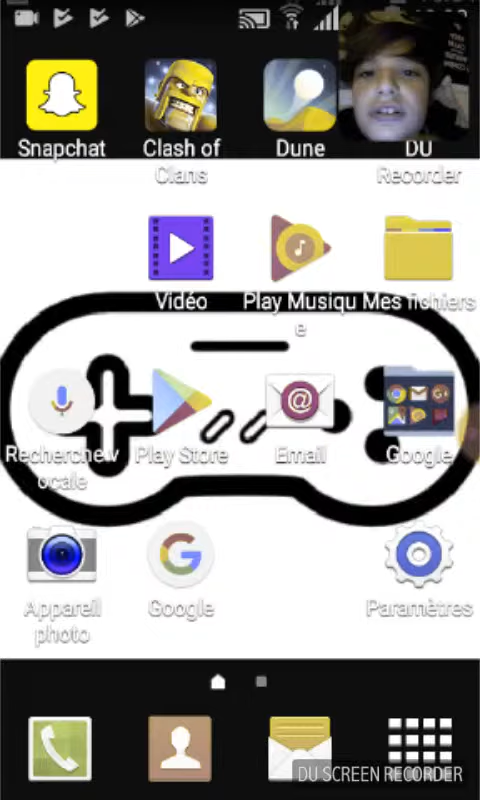 Snapchat
Clash of
Clans
Dune
DU
Recorder
Vidéo
Play Musiqu
e
Mes fichiers
Recherche v
ocale
Play Store
@
Email
Google
Appareil
photo
G
Google
Paramètres
DU SCREEN RECORDER